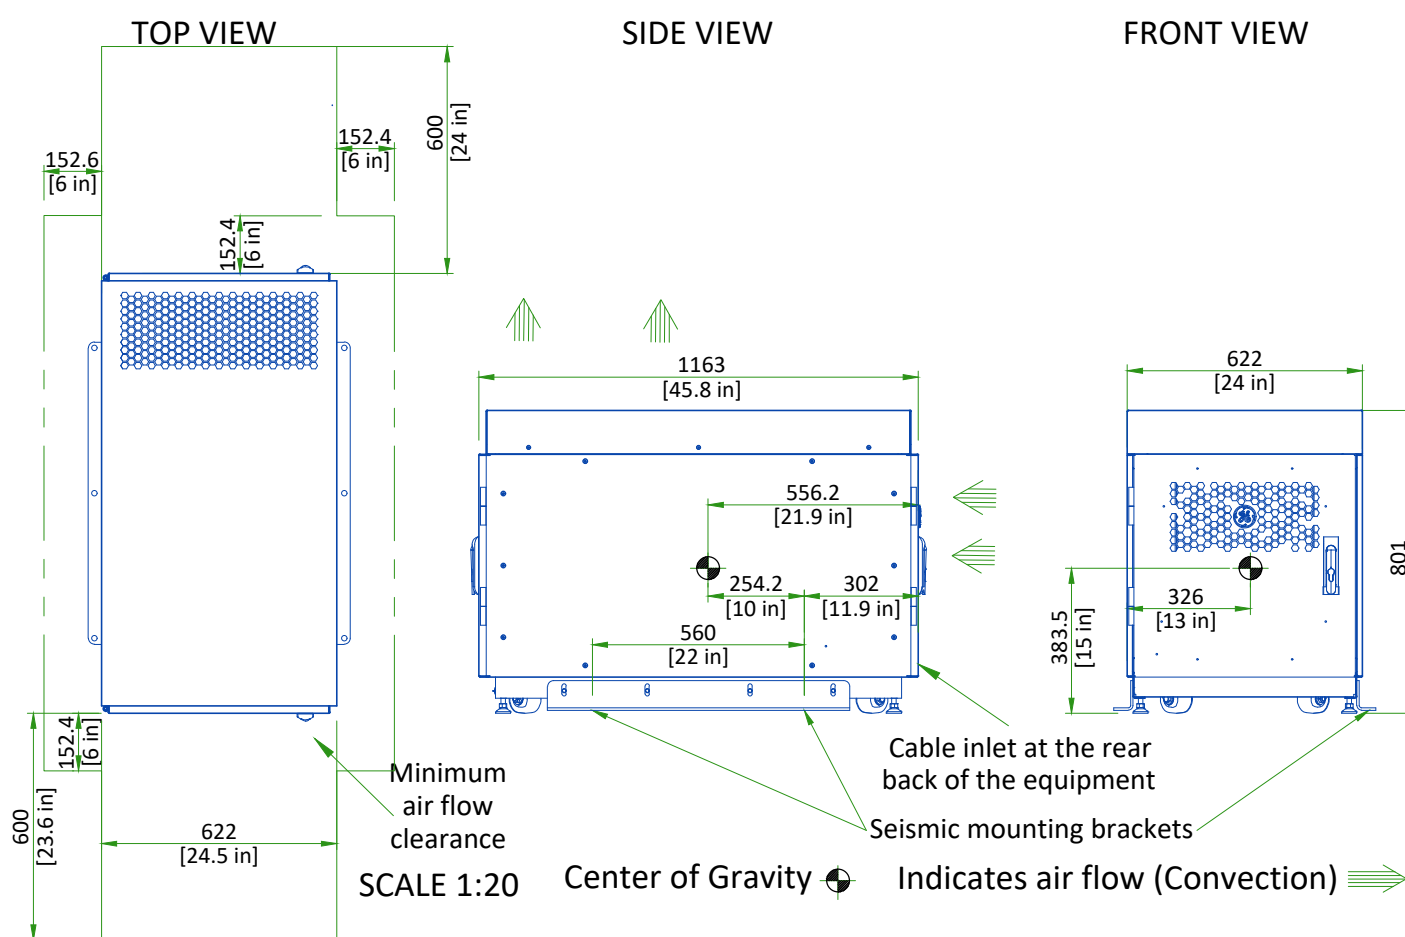 TOP VIEW
SIDE VIEW
FRONT VIEW
600
[24 in]
152.4
[6 in]
152.6
[6 in]
152.4
[6 in]
1163
[45.8 in]
622
[24 in]
556.2
[21.9 in]
254.2
[10 in]
302
[11.9 in]
560
[22 in]
326
[13 in]
383.5
[15 in]
801
152.4
[6 in]
600
[23.6 in]
622
[24.5 in]
Minimum
air flow
clearance
Cable inlet at the rear
back of the equipment
Seismic mounting brackets
SCALE 1:20
Center of Gravity
Indicates air flow (Convection)